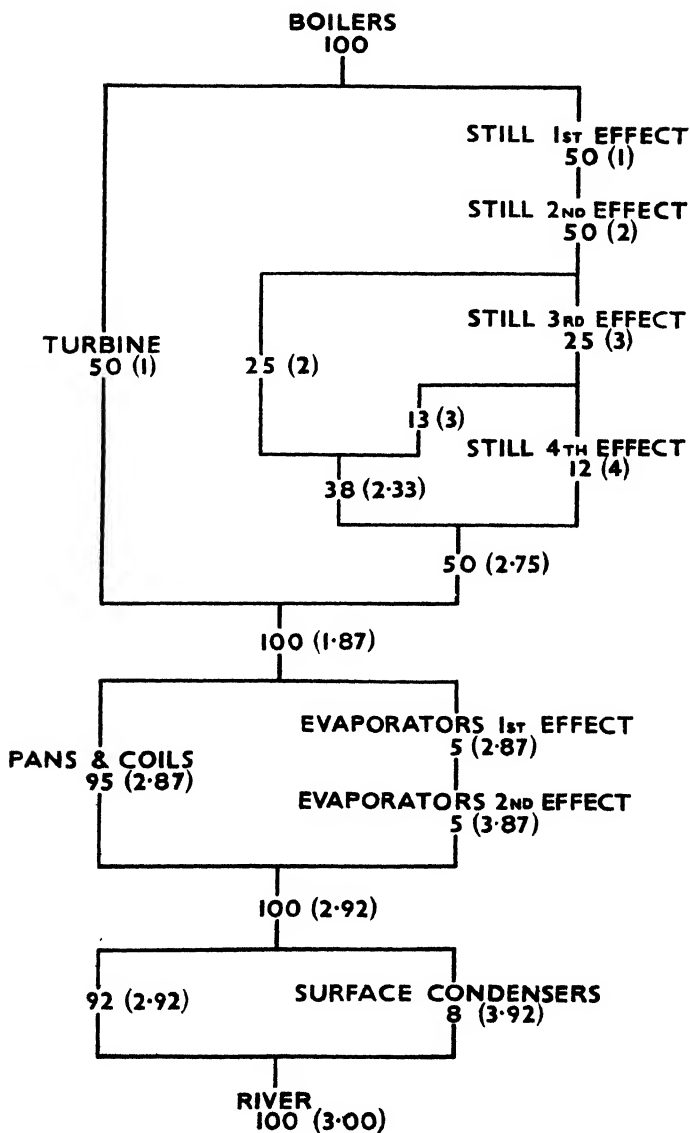 BOILERS
100
STILL 1ST EFFECT
50 (1)
STILL 2ND EFFECT
50 (2)
STILL 3RD EFFECT
25 (3)
TURBINE
50 (1)
25 (2)
13 (3)
STILL 4TH EFFECT
12 (4)
38 (2·33)
50 (2·75)
100 (1·87)
EVAPORATORS 1ST EFFECT
5 (2·87)
PANS & COILS
95 (2·87)
EVAPORATORS 2ND EFFECT
5 (3·87)
100 (2·92)
92 (2·92)
SURFACE CONDENSERS
8 (3·92)
RIVER
100 (3·00)